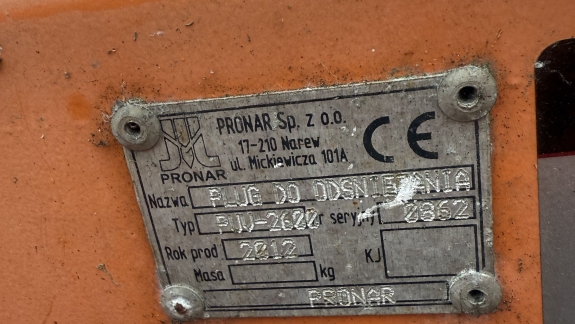 PRONAR Sp. z o.o.
17-210 Narew
ul. Mickiewicza 101A
CE
PRONAR
Nazwa PŁUG DO ODŚNIEŻANIA
Typ PUV-2600 nr seryjny 0862
Rok prod 2012 KJ
Masa kg
PRONAR